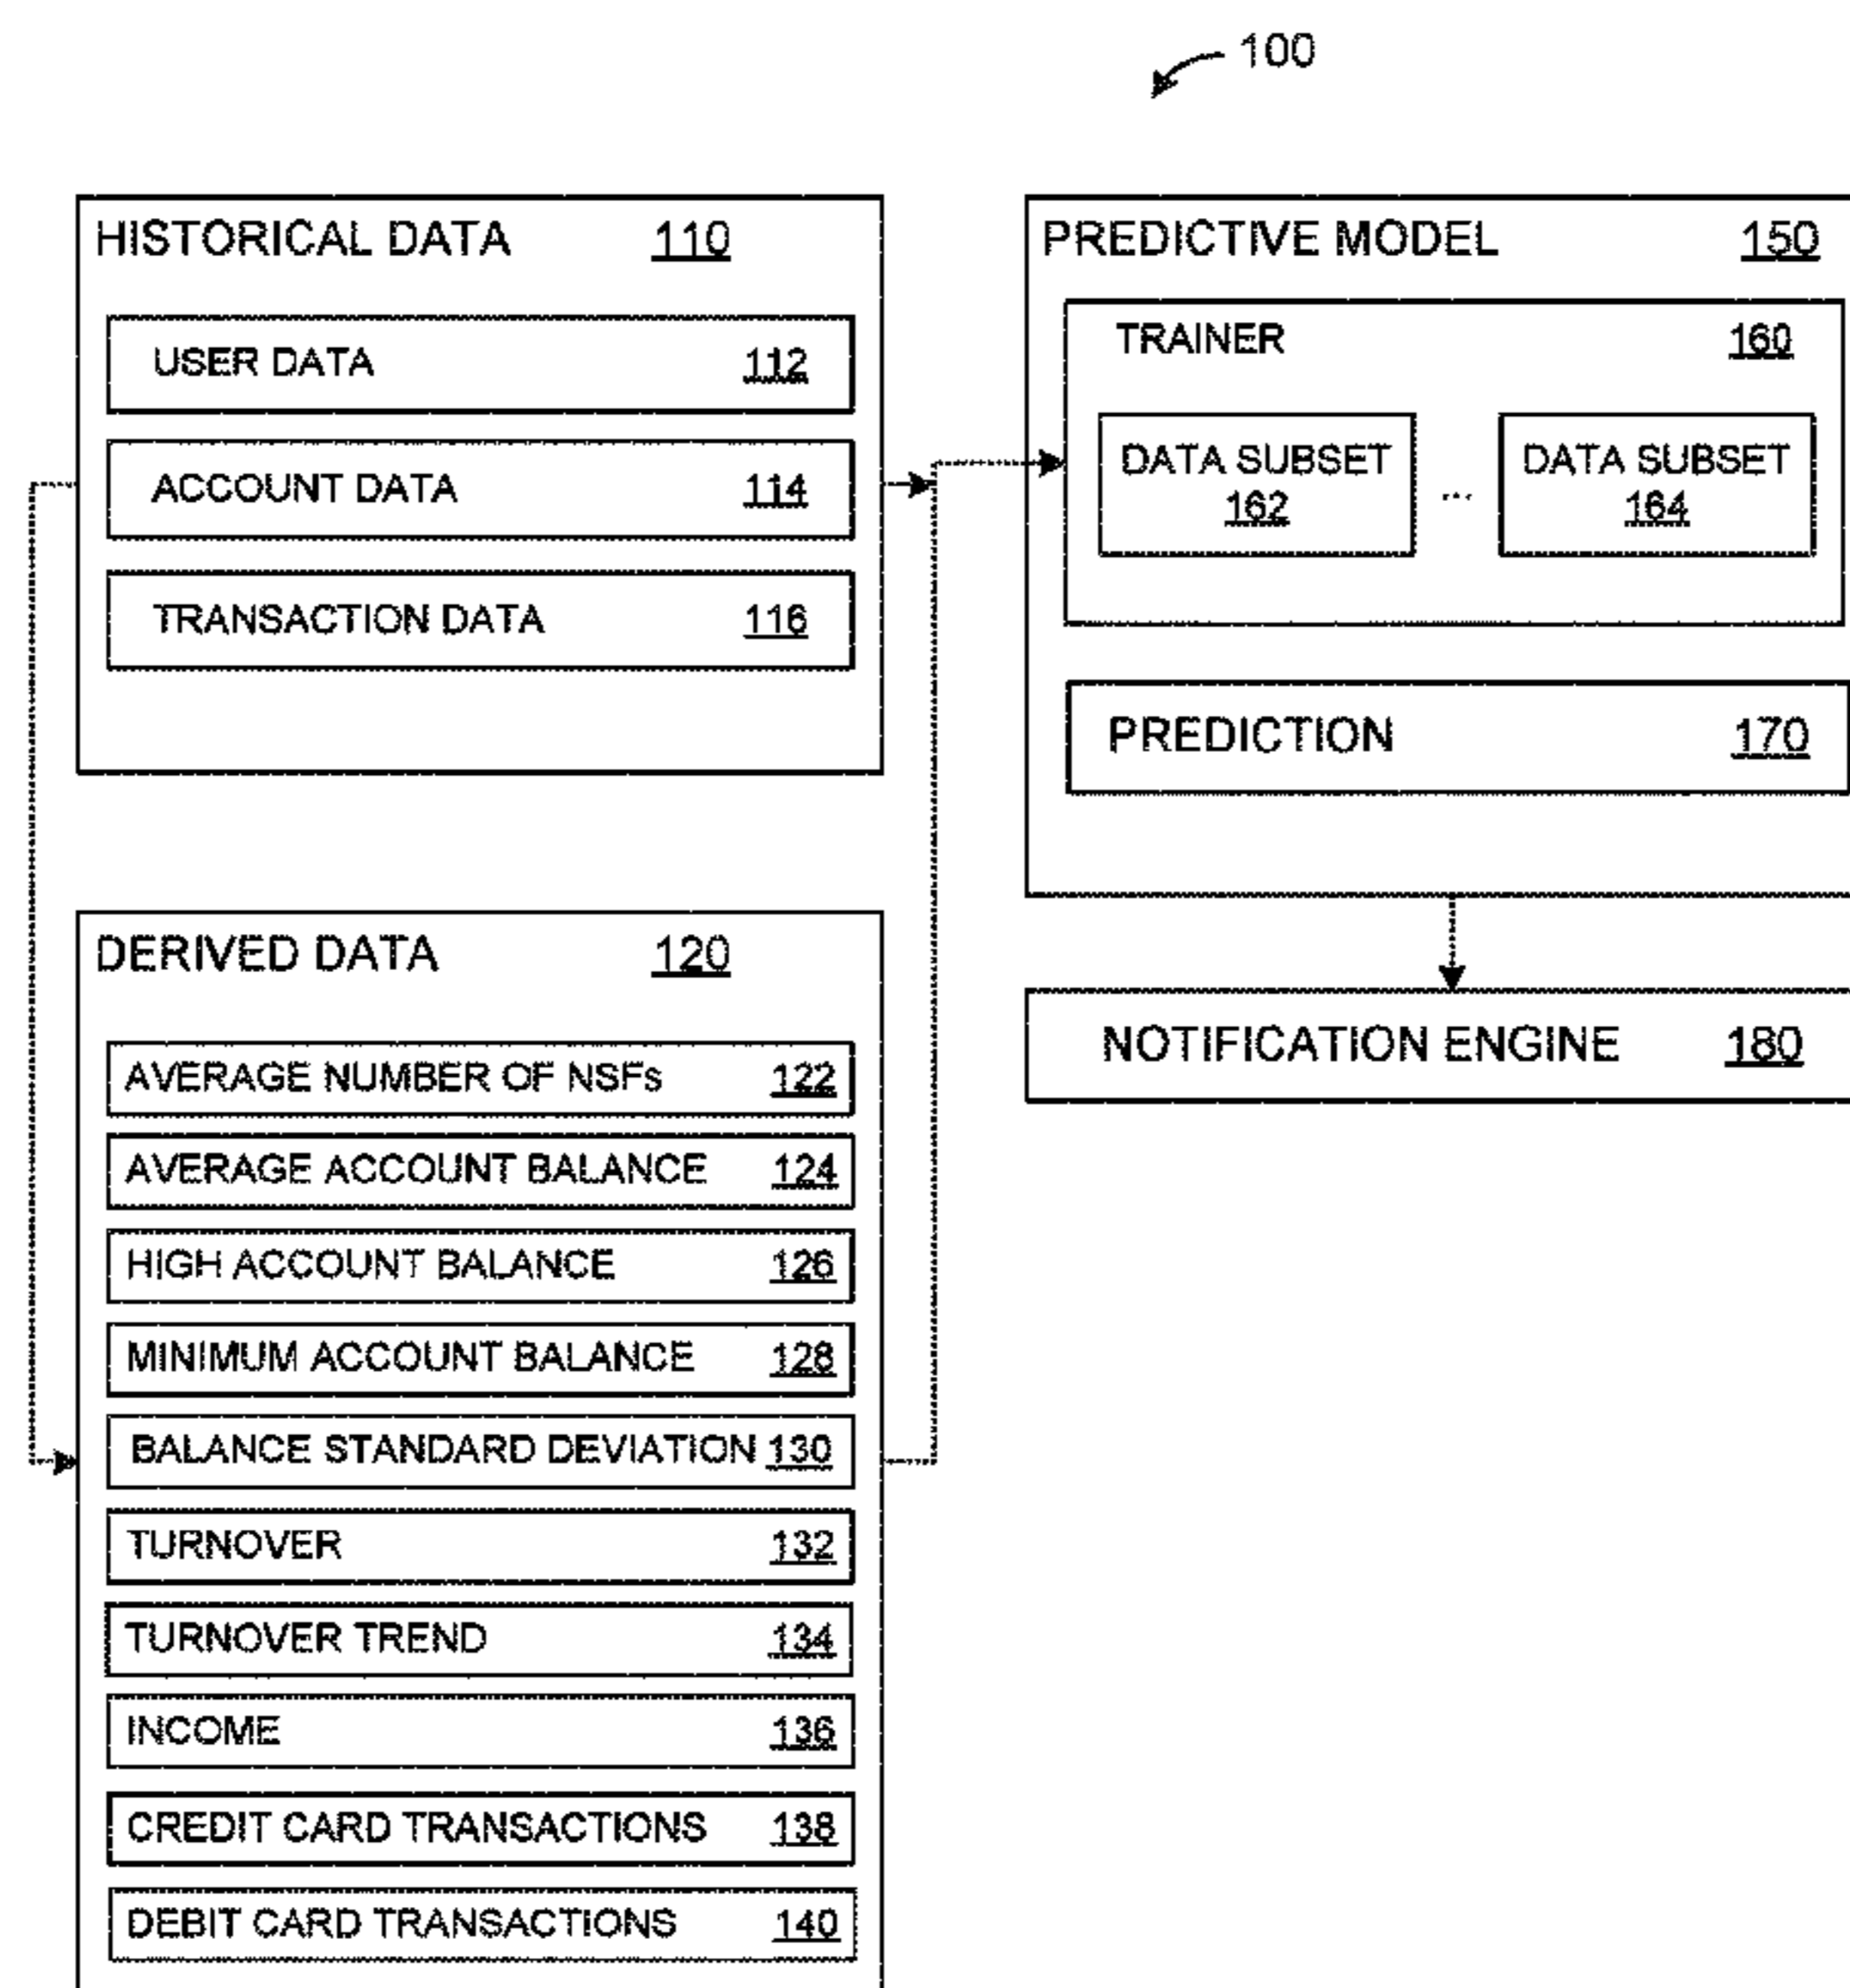 100
HISTORICAL DATA 110
USER DATA 112
ACCOUNT DATA 114
TRANSACTION DATA 116
DERIVED DATA 120
AVERAGE NUMBER OF NSFs 122
AVERAGE ACCOUNT BALANCE 124
HIGH ACCOUNT BALANCE 126
MINIMUM ACCOUNT BALANCE 128
BALANCE STANDARD DEVIATION 130
TURNOVER 132
TURNOVER TREND 134
INCOME 136
CREDIT CARD TRANSACTIONS 138
DEBIT CARD TRANSACTIONS 140
PREDICTIVE MODEL 150
TRAINER 160
DATA SUBSET
162
...
DATA SUBSET
164
PREDICTION 170
NOTIFICATION ENGINE 180